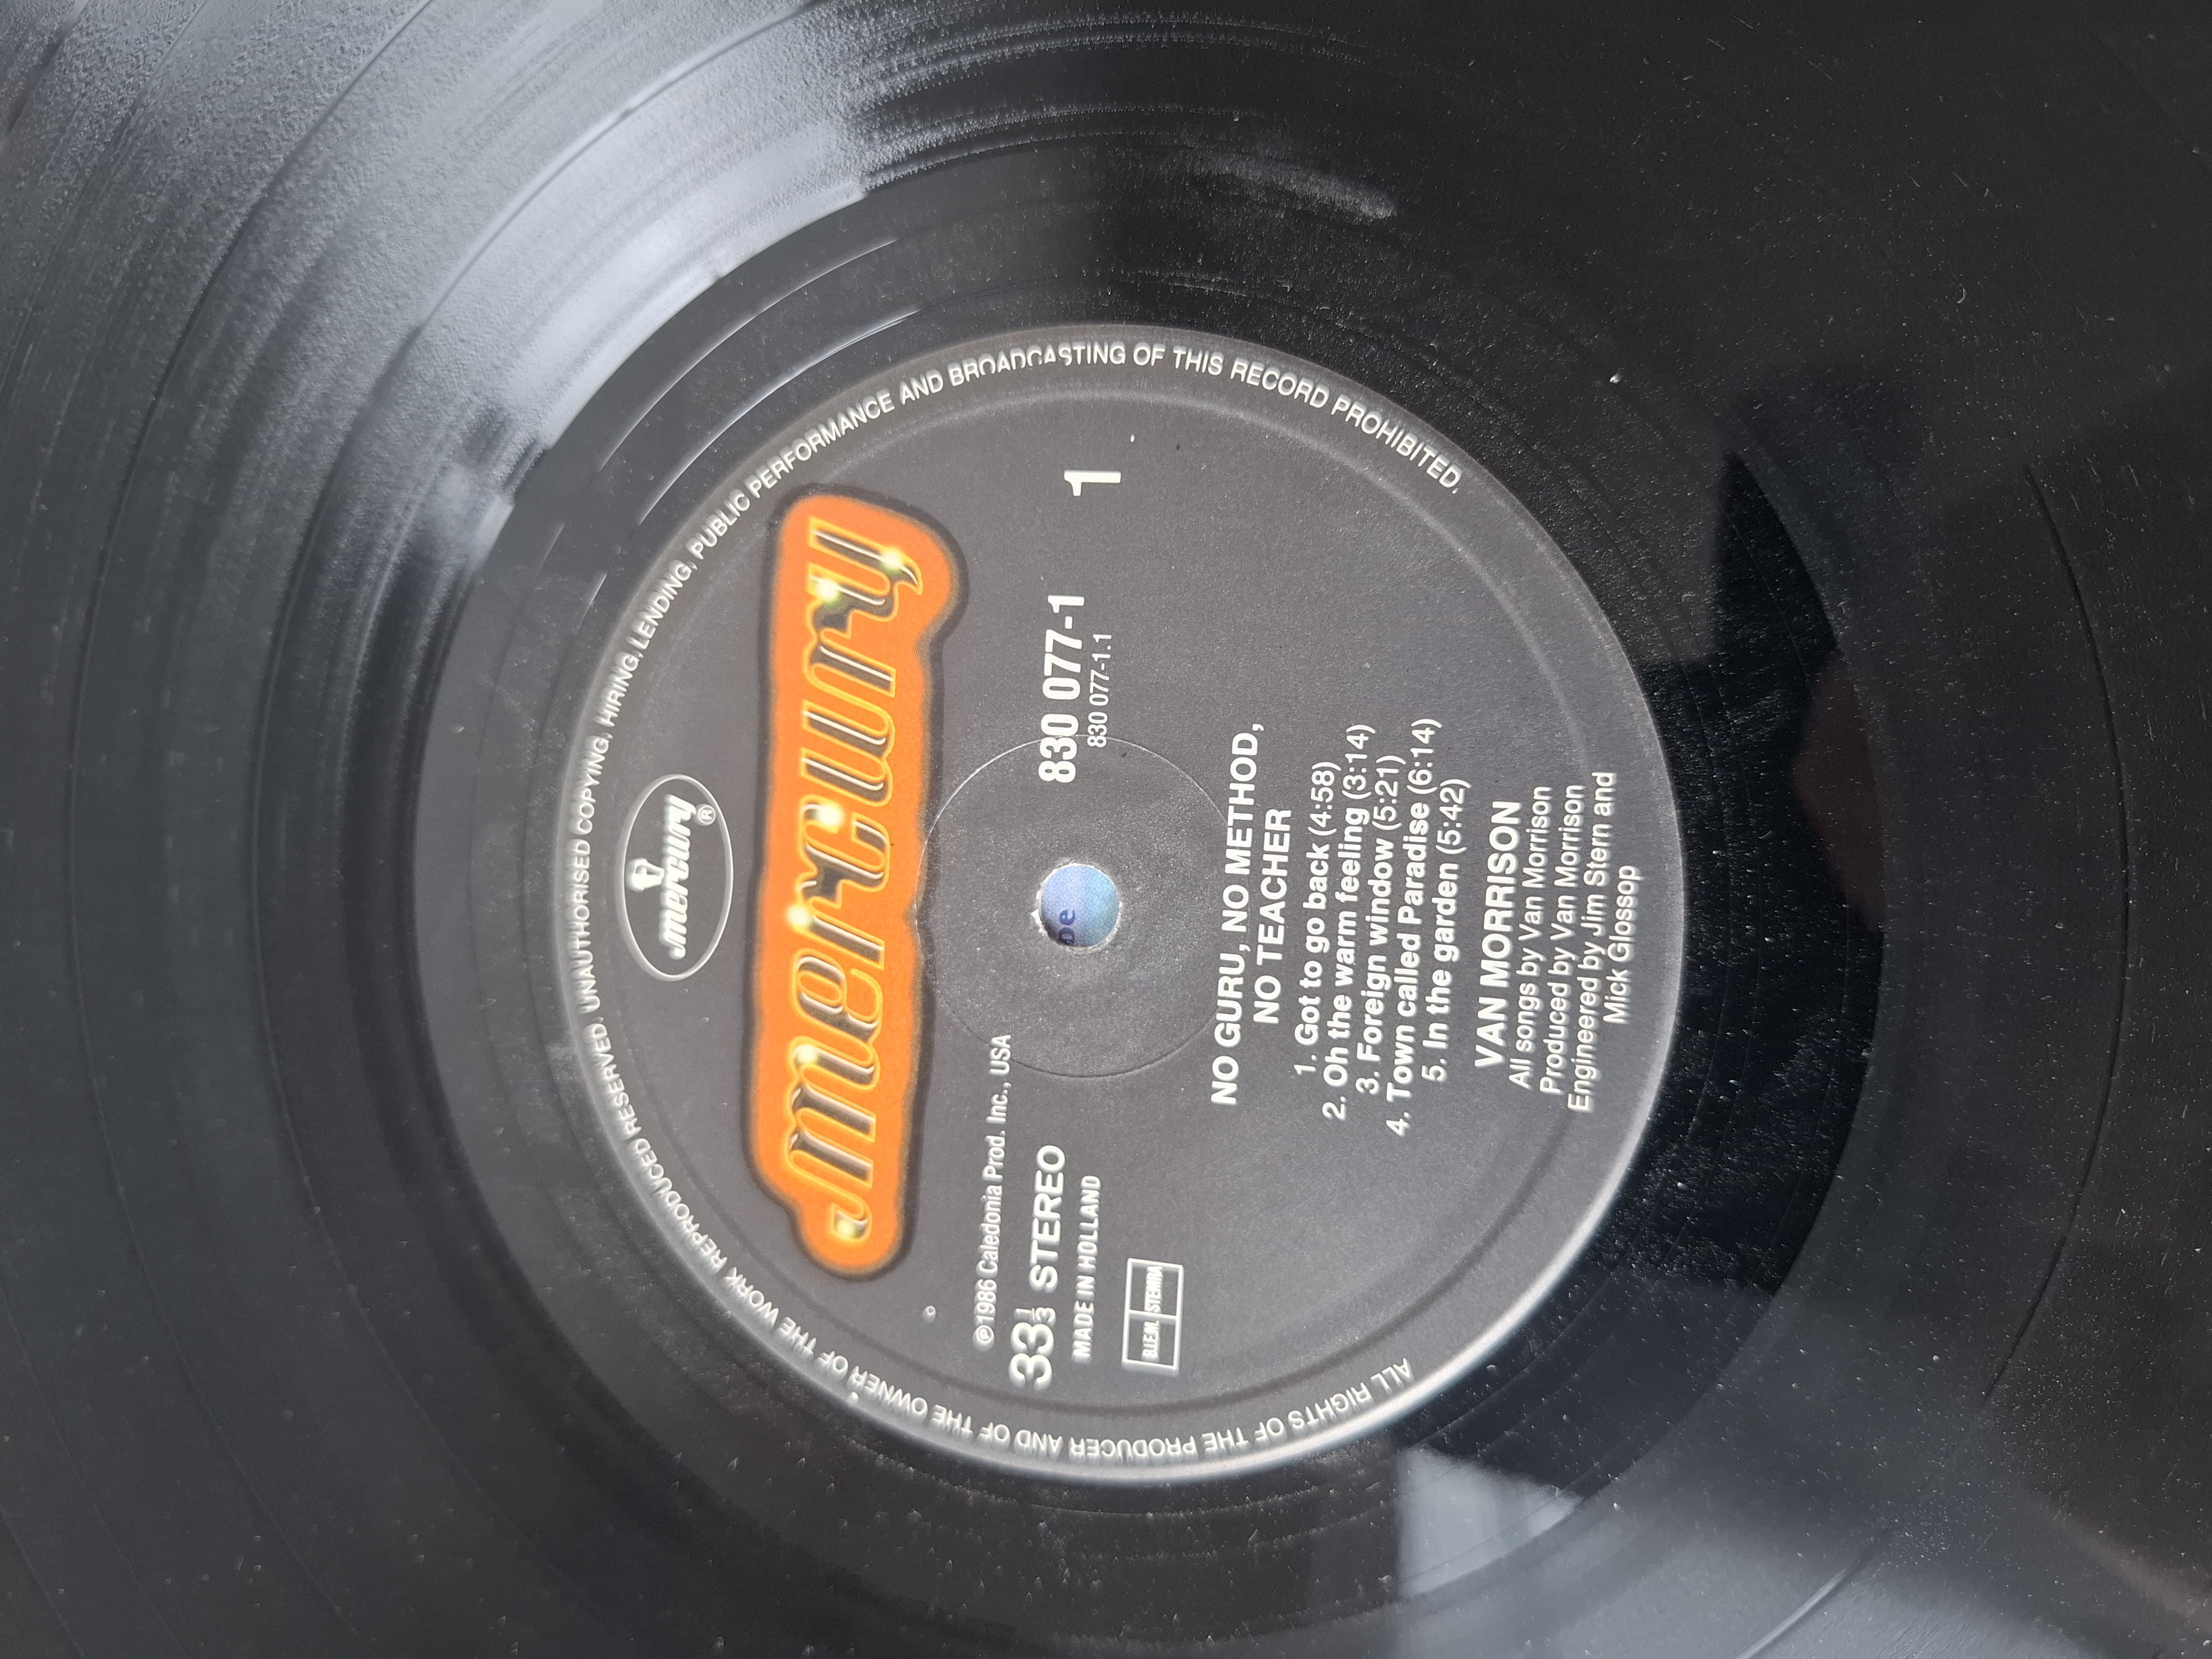 ALL RIGHTS OF THE PRODUCER AND OF THE OWNER OF THE WORK REPRODUCED RESERVED. UNAUTHORISED COPYING, HIRING, LENDING, PUBLIC PERFORMANCE AND BROADCASTING OF THIS RECORD PROHIBITED.
mercury ®
mercury
℗1986 Caledonia Prod. Inc., USA
33 1/3 STEREO
MADE IN HOLLAND
B.I.E.M. STEMRA
830 077-1
830 077-1.1
1
NO GURU, NO METHOD,
NO TEACHER
1. Got to go back (4:58)
2. Oh the warm feeling (3:14)
3. Foreign window (5:21)
4. Town called Paradise (6:14)
5. In the garden (5:42)
VAN MORRISON
All songs by Van Morrison
Produced by Van Morrison
Engineered by Jim Stern and
Mick Glossop